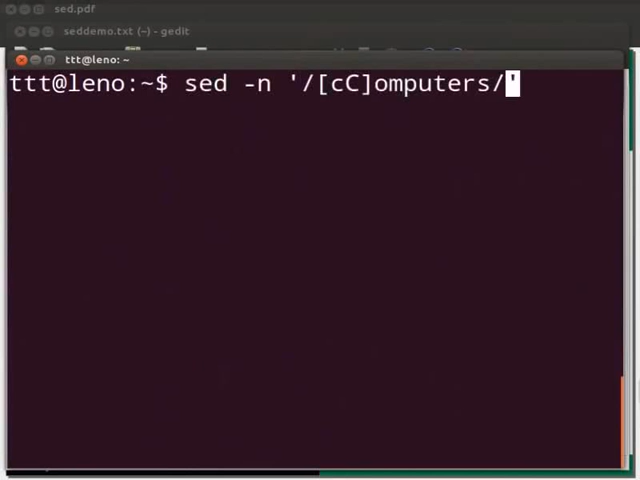 sed.pdf
seddemo.txt (~) - gedit
ttt@leno: ~
ttt@leno:~$ sed -n '/[cC]omputers/'